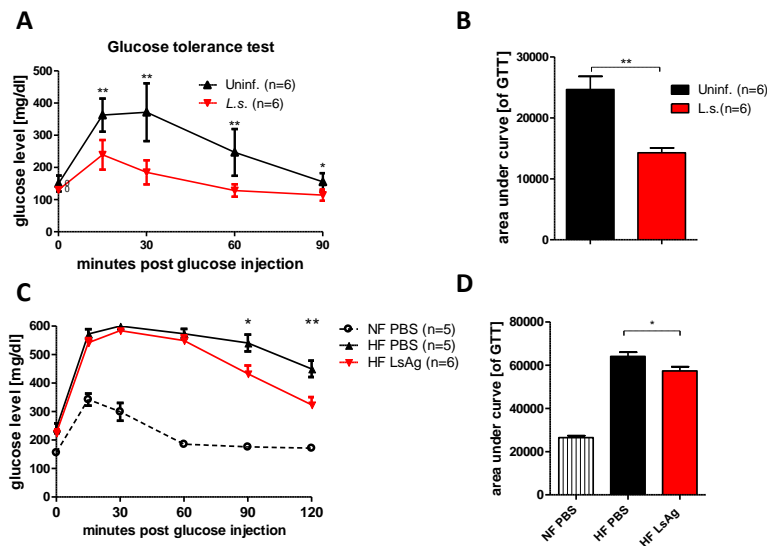 A
Glucose tolerance test
glucose level [mg/dl]
500
400
300
200
100
0
0
30
60
90
minutes post glucose injection
Uninf. (n=6)
L.s. (n=6)
**
**
**
*
B
area under curve [of GTT]
30000
20000
10000
0
**
Uninf. (n=6)
L.s.(n=6)
C
glucose level [mg/dl]
600
500
400
300
200
100
0
0
30
60
90
120
minutes post glucose injection
*
**
NF PBS (n=5)
HF PBS (n=5)
HF LsAg (n=6)
D
area under curve [of GTT]
80000
60000
40000
20000
0
*
NF PBS
HF PBS
HF LsAg